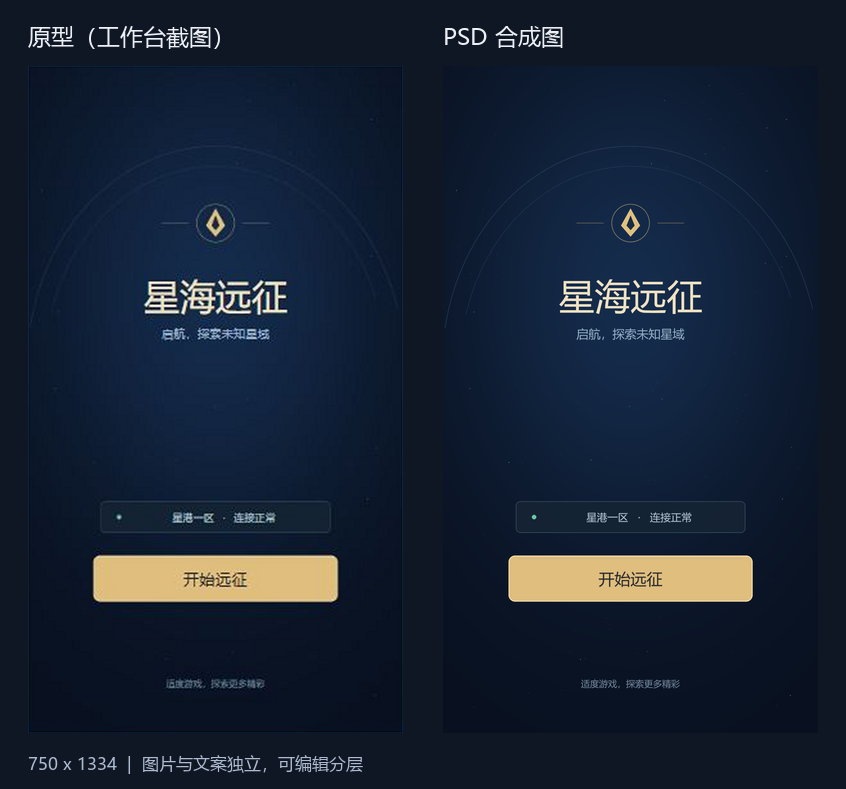 原型（工作台截图）
星海远征
启航，探索未知星域
星港一区 · 连接正常
开始远征
适度游戏，探索更多精彩
PSD 合成图
星海远征
启航，探索未知星域
星港一区 · 连接正常
开始远征
适度游戏，探索更多精彩
750 x 1334 | 图片与文案独立，可编辑分层